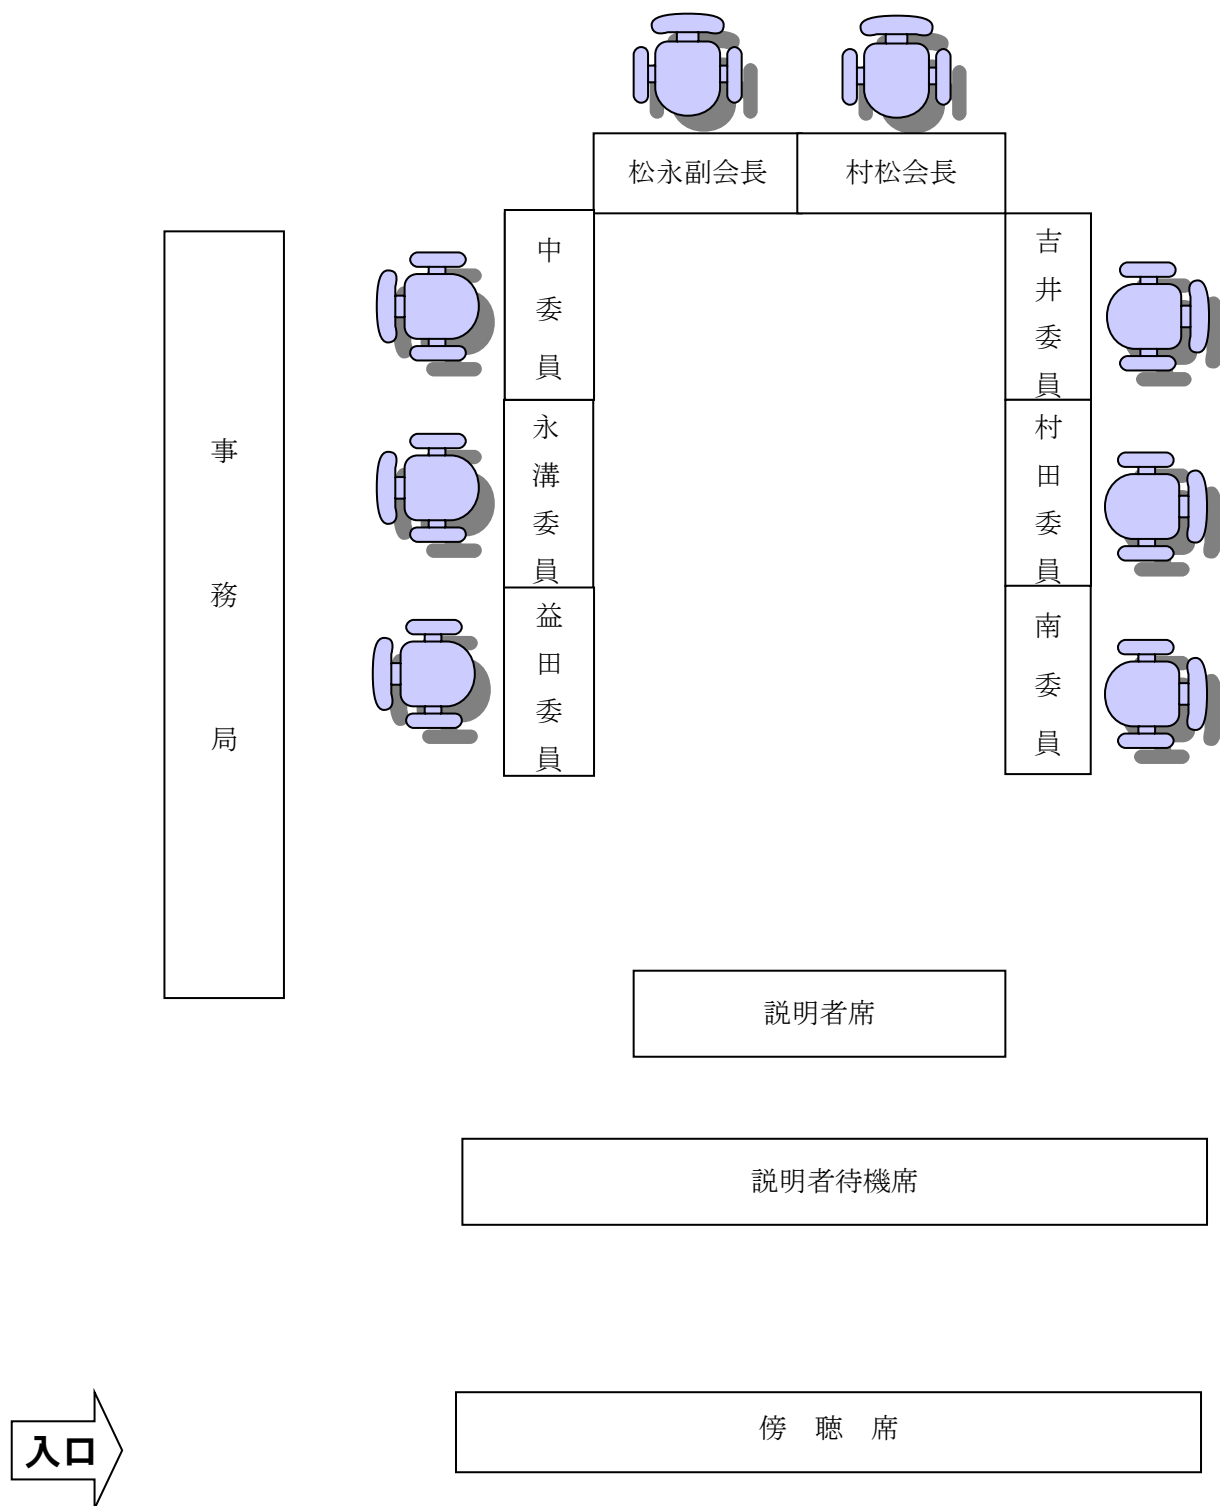 松永副会長
村松会長
中委員
永溝委員
益田委員
吉井委員
村田委員
南委員
事務局
説明者席
説明者待機席
傍　聴　席
入口